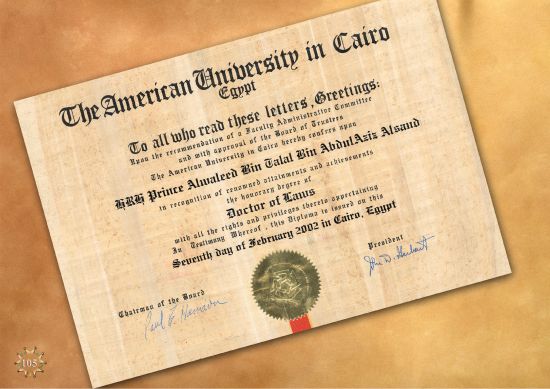 The American University in Cairo
Egypt
To all who read these letters, Greetings:
Upon the recommendation of a Faculty Administrative Committee
and with approval of the Board of Trustees
The American University in Cairo hereby confers upon
HRH Prince Alwaleed Bin Talal Bin AbdulAziz Alsaud
in recognition of renowned attainments and achievements
the honorary degree of
Doctor of Laws
with all the rights and privileges thereto appertaining
In Testimony Whereof, this Diploma is issued on this
Seventh day of February 2002 in Cairo, Egypt
President
Chairman of the Board
105